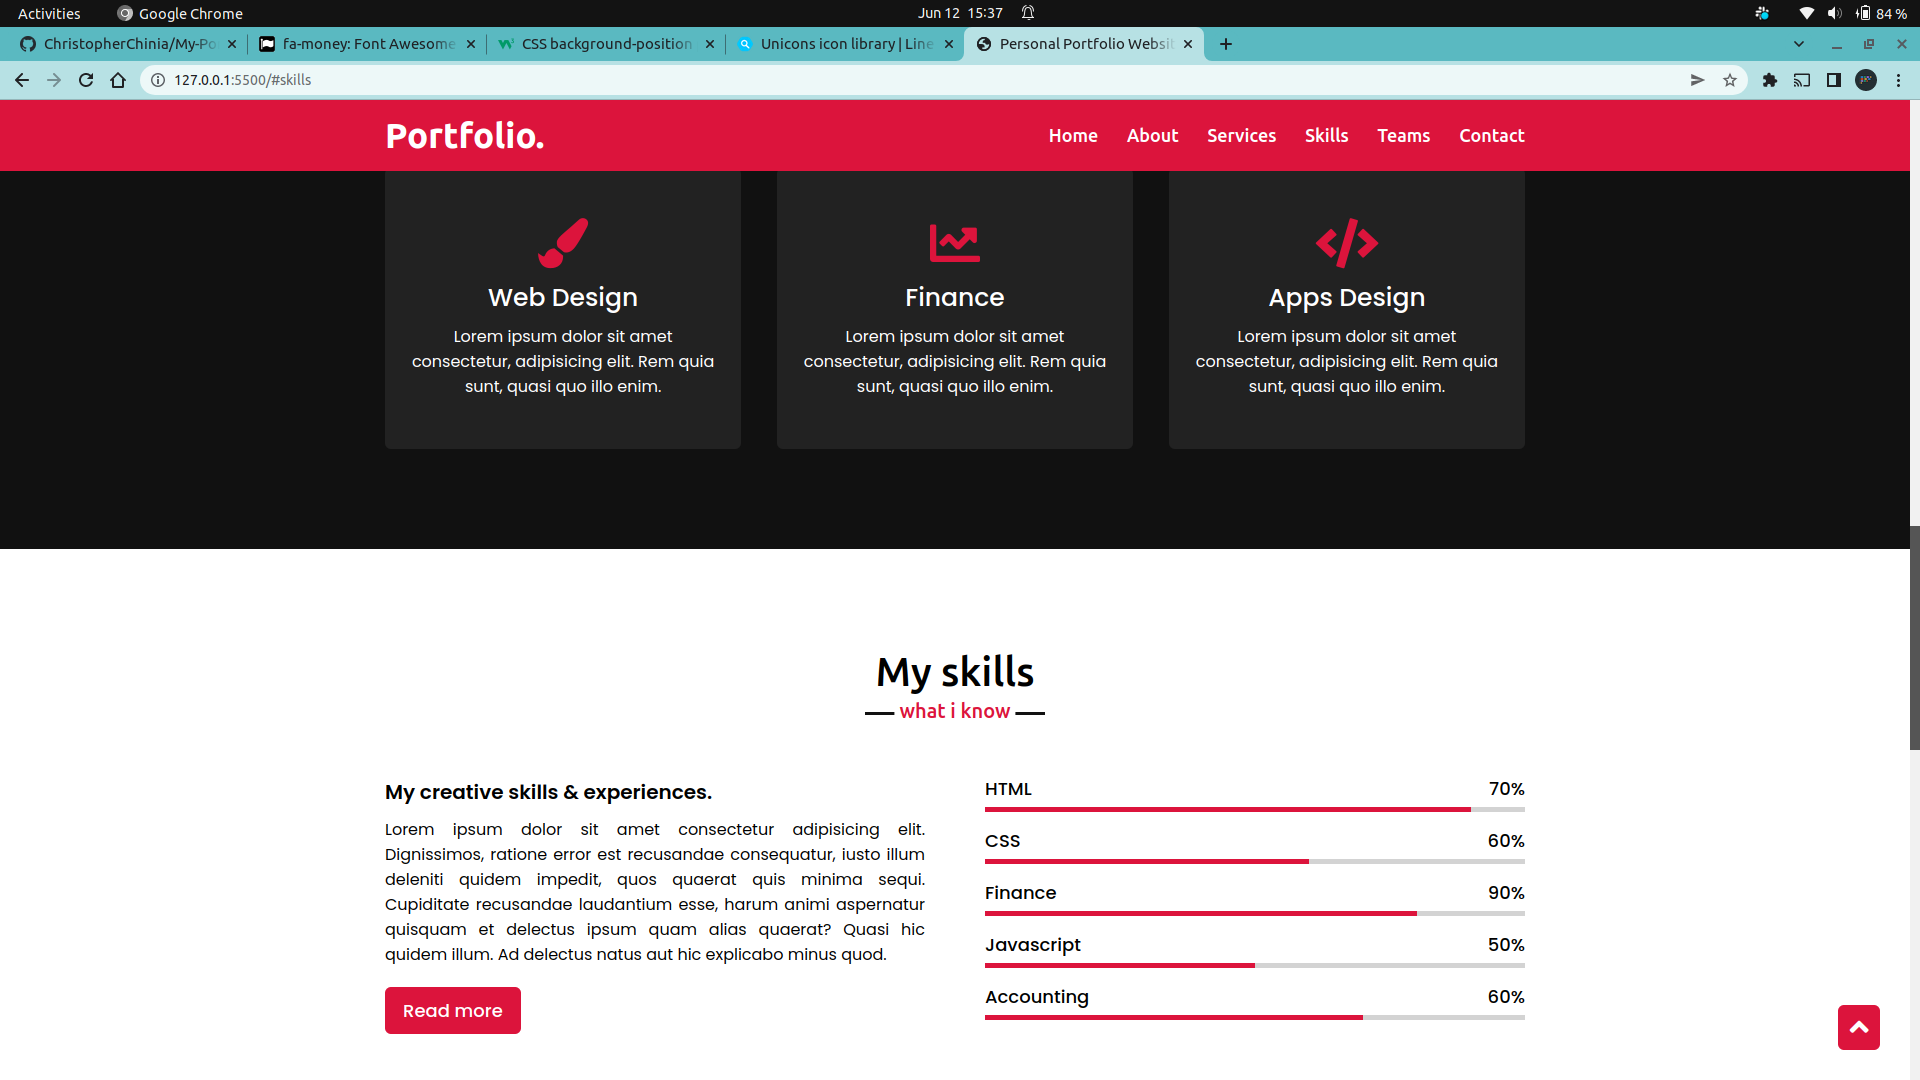 Activities Google Chrome Jun 12 15:37 84 %
ChristopherChinia/My-Po fa-money: Font Awesome CSS background-position Unicons icon library | Line Personal Portfolio Websit
127.0.0.1:5500/#skills
Portfolio. Home About Services Skills Teams Contact
Web Design
Lorem ipsum dolor sit amet
consectetur, adipisicing elit. Rem quia
sunt, quasi quo illo enim.
Finance
Lorem ipsum dolor sit amet
consectetur, adipisicing elit. Rem quia
sunt, quasi quo illo enim.
Apps Design
Lorem ipsum dolor sit amet
consectetur, adipisicing elit. Rem quia
sunt, quasi quo illo enim.
My skills
what i know
My creative skills & experiences.
Lorem ipsum dolor sit amet consectetur adipisicing elit.
Dignissimos, ratione error est recusandae consequatur, iusto illum
deleniti quidem impedit, quos quaerat quis minima sequi.
Cupiditate recusandae laudantium esse, harum animi aspernatur
quisquam et delectus ipsum quam alias quaerat? Quasi hic
quidem illum. Ad delectus natus aut hic explicabo minus quod.
Read more
HTML 70%
CSS 60%
Finance 90%
Javascript 50%
Accounting 60%